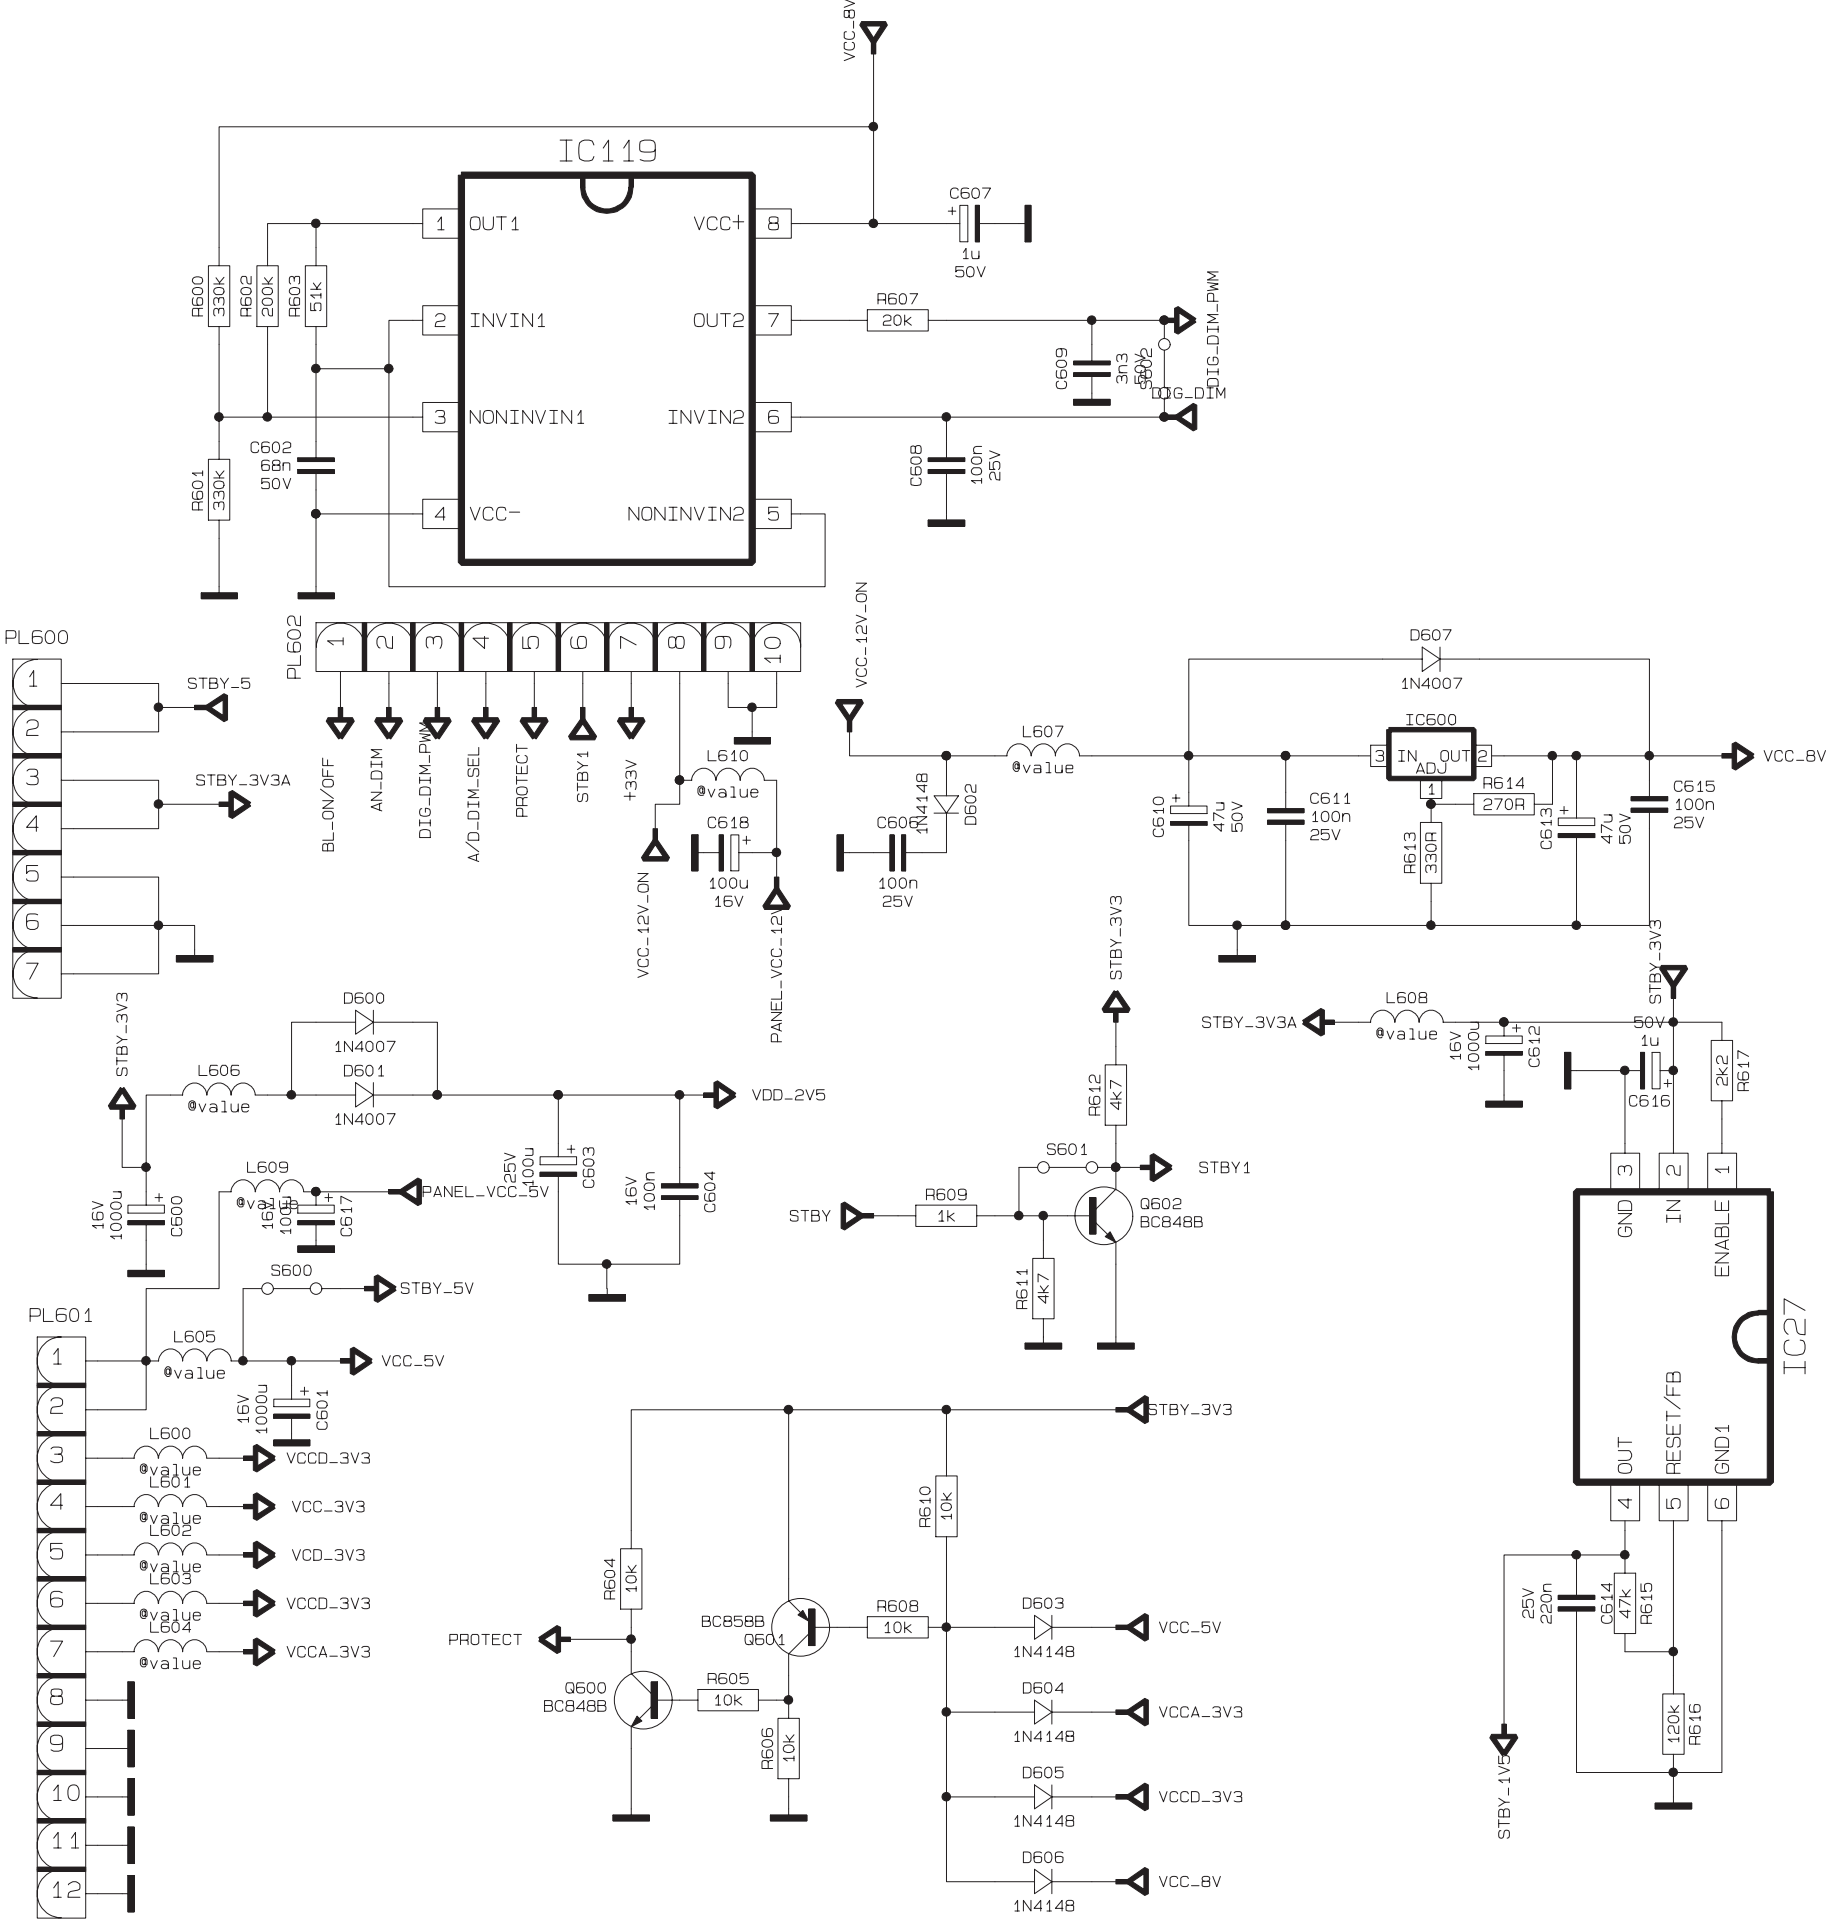 VCC_8V
IC119
1
OUT1
VCC+
8
C607
+
1u
50V
R600
330k
R602
200k
R603
51k
2
INVIN1
OUT2
7
R607
20k
DIG_DIM_PWM
C609
3n3
50V
S602
DIG_DIM
3
NONINVIN1
INVIN2
6
C602
68n
50V
R601
330k
C608
100n
25V
4
VCC-
NONINVIN2
5
PL600
1
2
3
4
5
6
7
STBY_5
STBY_3V3A
PL602
1
2
3
4
5
6
7
8
9
10
BL_ON/OFF
AN_DIM
DIG_DIM_PWM
A/D_DIM_SEL
PROTECT
STBY1
+33V
L610
@value
C618
+
100u
16V
VCC_12V_ON
PANEL_VCC_12V
VCC_12V_ON
1N4148
D602
C606
100n
25V
L607
@value
D607
1N4007
IC600
3
IN
OUT
2
ADJ
1
R614
270R
R613
330R
C610
+
47u
50V
C611
100n
25V
C613
+
47u
50V
C615
100n
25V
VCC_8V
STBY_3V3
D600
1N4007
L606
@value
D601
1N4007
VDD_2V5
16V
1000u
+
C600
L609
@value
16V
100u
+
C617
PANEL_VCC_5V
25V
100u
+
C603
16V
100n
C604
STBY_3V3
R612
4k7
S601
STBY1
STBY
R609
1k
Q602
BC848B
R611
4k7
STBY_3V3
STBY_3V3A
L608
@value
16V
1000u
+
C612
50V
1u
+
C616
2k2
R617
3
2
1
GND
IN
ENABLE
IC27
OUT
RESET/FB
GND1
4
5
6
25V
220n
C614
47k
R615
120k
R616
STBY_1V5
S600
STBY_5V
PL601
1
2
3
4
5
6
7
8
9
10
11
12
L605
@value
VCC_5V
16V
1000u
+
C601
L600
@value
VCCD_3V3
L601
@value
VCC_3V3
L602
@value
VCD_3V3
L603
@value
VCCD_3V3
L604
@value
VCCA_3V3
STBY_3V3
R610
10k
R604
10k
BC858B
Q601
R608
10k
PROTECT
Q600
BC848B
R605
10k
R606
10k
D603
1N4148
VCC_5V
D604
1N4148
VCCA_3V3
D605
1N4148
VCCD_3V3
D606
1N4148
VCC_8V